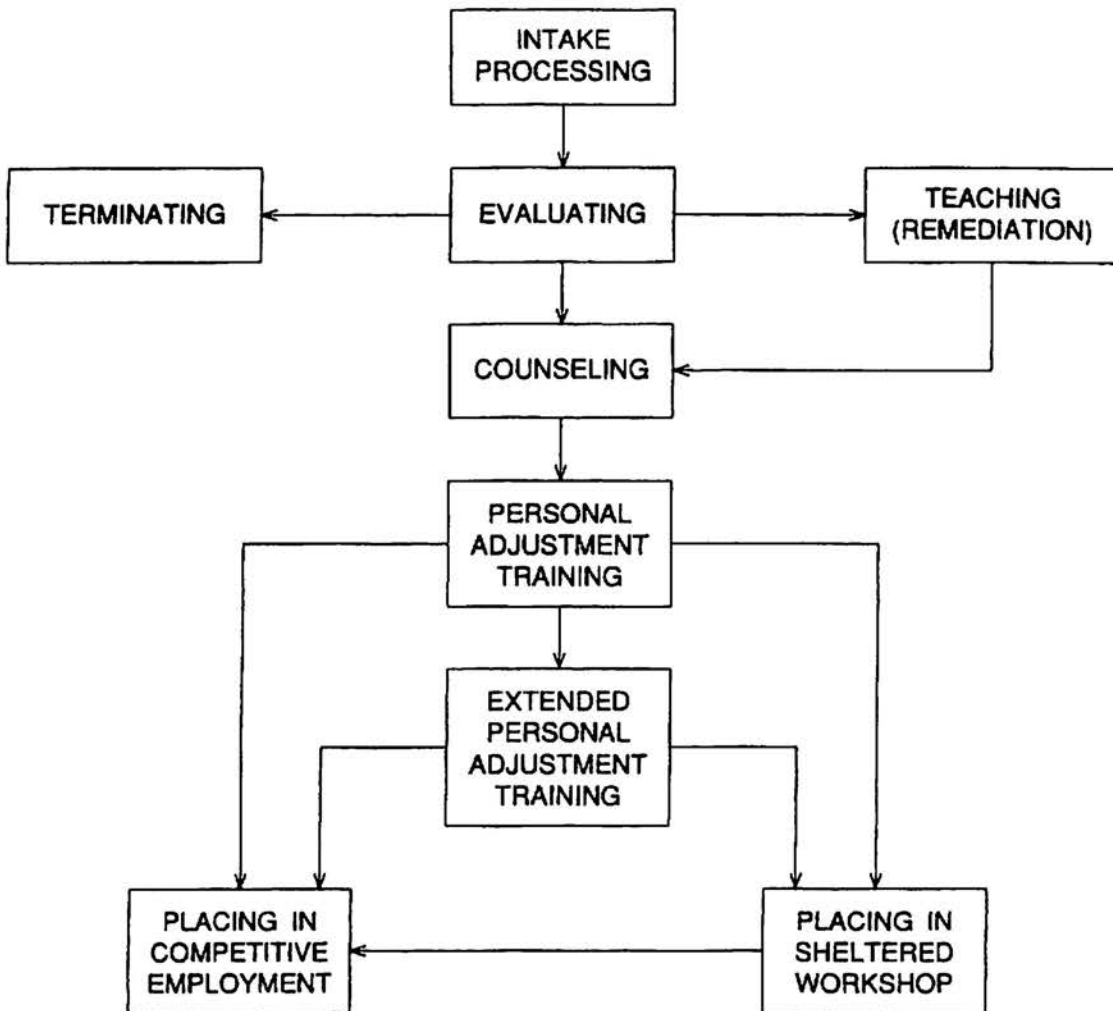 INTAKE
PROCESSING
TERMINATING
EVALUATING
TEACHING
(REMEDIATION)
COUNSELING
PERSONAL
ADJUSTMENT
TRAINING
EXTENDED
PERSONAL
ADJUSTMENT
TRAINING
PLACING IN
COMPETITIVE
EMPLOYMENT
PLACING IN
SHELTERED
WORKSHOP